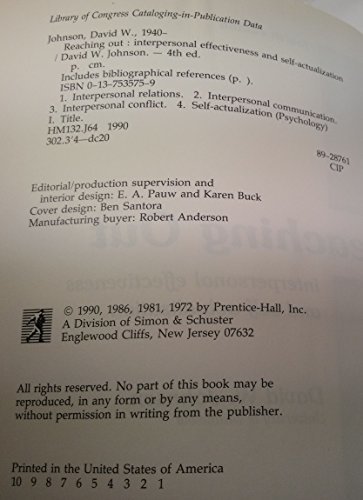 Library of Congress Cataloging-in-Publication Data
Johnson, David W., 1940–
Reaching out : interpersonal effectiveness and self-actualization
/ David W. Johnson. — 4th ed.
p. cm.
Includes bibliographical references (p. ).
ISBN 0-13-753575-9
1. Interpersonal relations. 2. Interpersonal communication.
3. Interpersonal conflict. 4. Self-actualization (Psychology)
I. Title.
HM132.J64 1990
302.3'4—dc20
89-28761
CIP
Editorial/production supervision and
interior design: E. A. Pauw and Karen Buck
Cover design: Ben Santora
Manufacturing buyer: Robert Anderson
© 1990, 1986, 1981, 1972 by Prentice-Hall, Inc.
A Division of Simon & Schuster
Englewood Cliffs, New Jersey 07632
All rights reserved. No part of this book may be
reproduced, in any form or by any means,
without permission in writing from the publisher.
Printed in the United States of America
10 9 8 7 6 5 4 3 2 1